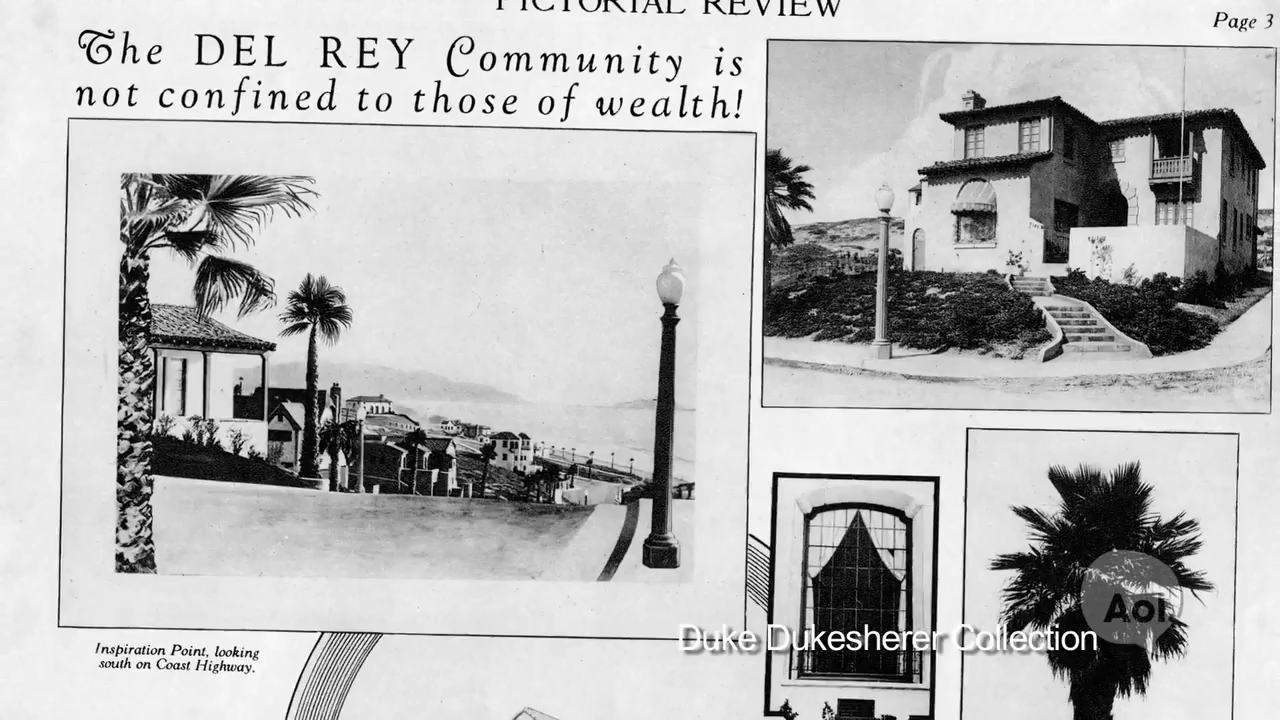 PICTORIAL REVIEW
Page 3
The DEL REY Community is
not confined to those of wealth!
Inspiration Point, looking
south on Coast Highway.
Duke Dukesherer Collection
Aol